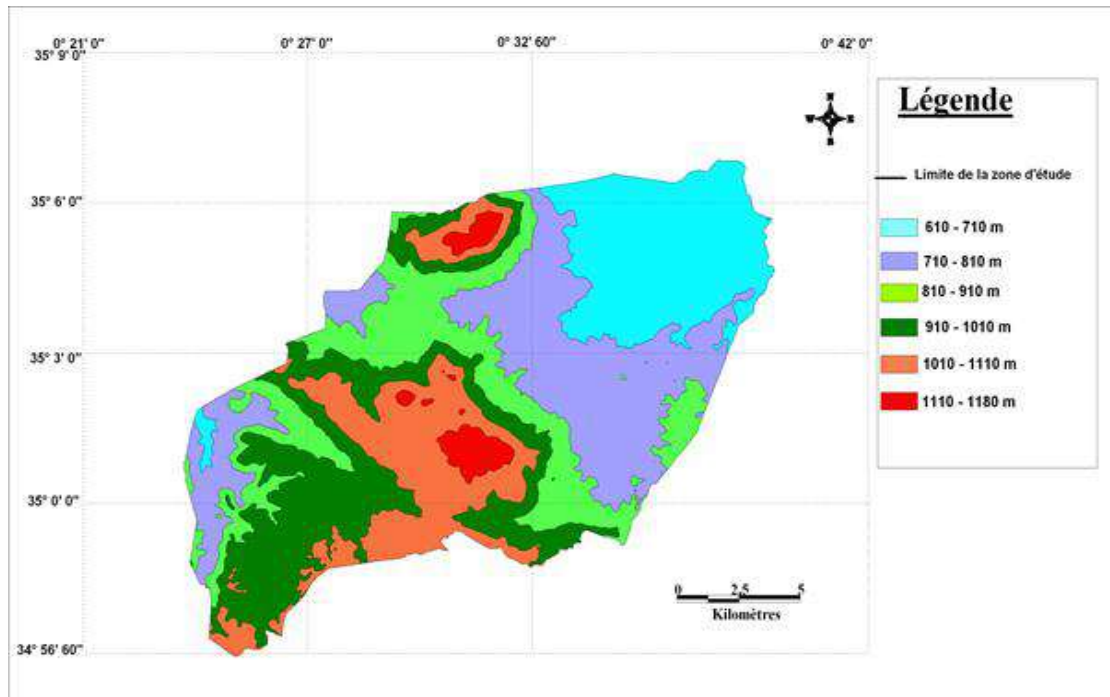 0° 21' 0" 0° 27' 0" 0° 32' 60" 0° 42' 0"
35° 9' 0"
Légende
N
W E
S
Limite de la zone d'étude
35° 6' 0"
610 - 710 m
710 - 810 m
810 - 910 m
910 - 1010 m
35° 3' 0"
1010 - 1110 m
1110 - 1180 m
35° 0' 0"
0 2,5 5
Kilomètres
34° 56' 60"